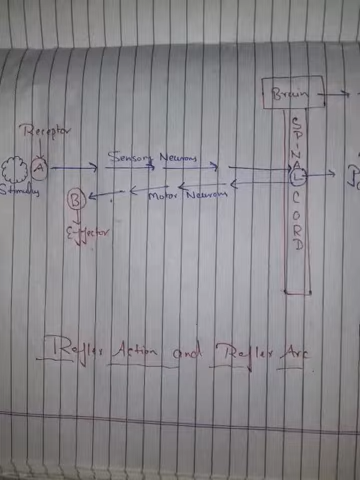 Brain
Receptor
A
Sensory Neurons
Stimulus
SPINAL CORD
B
Motor Neurons
Effector
Reflex Action and Reflex Arc